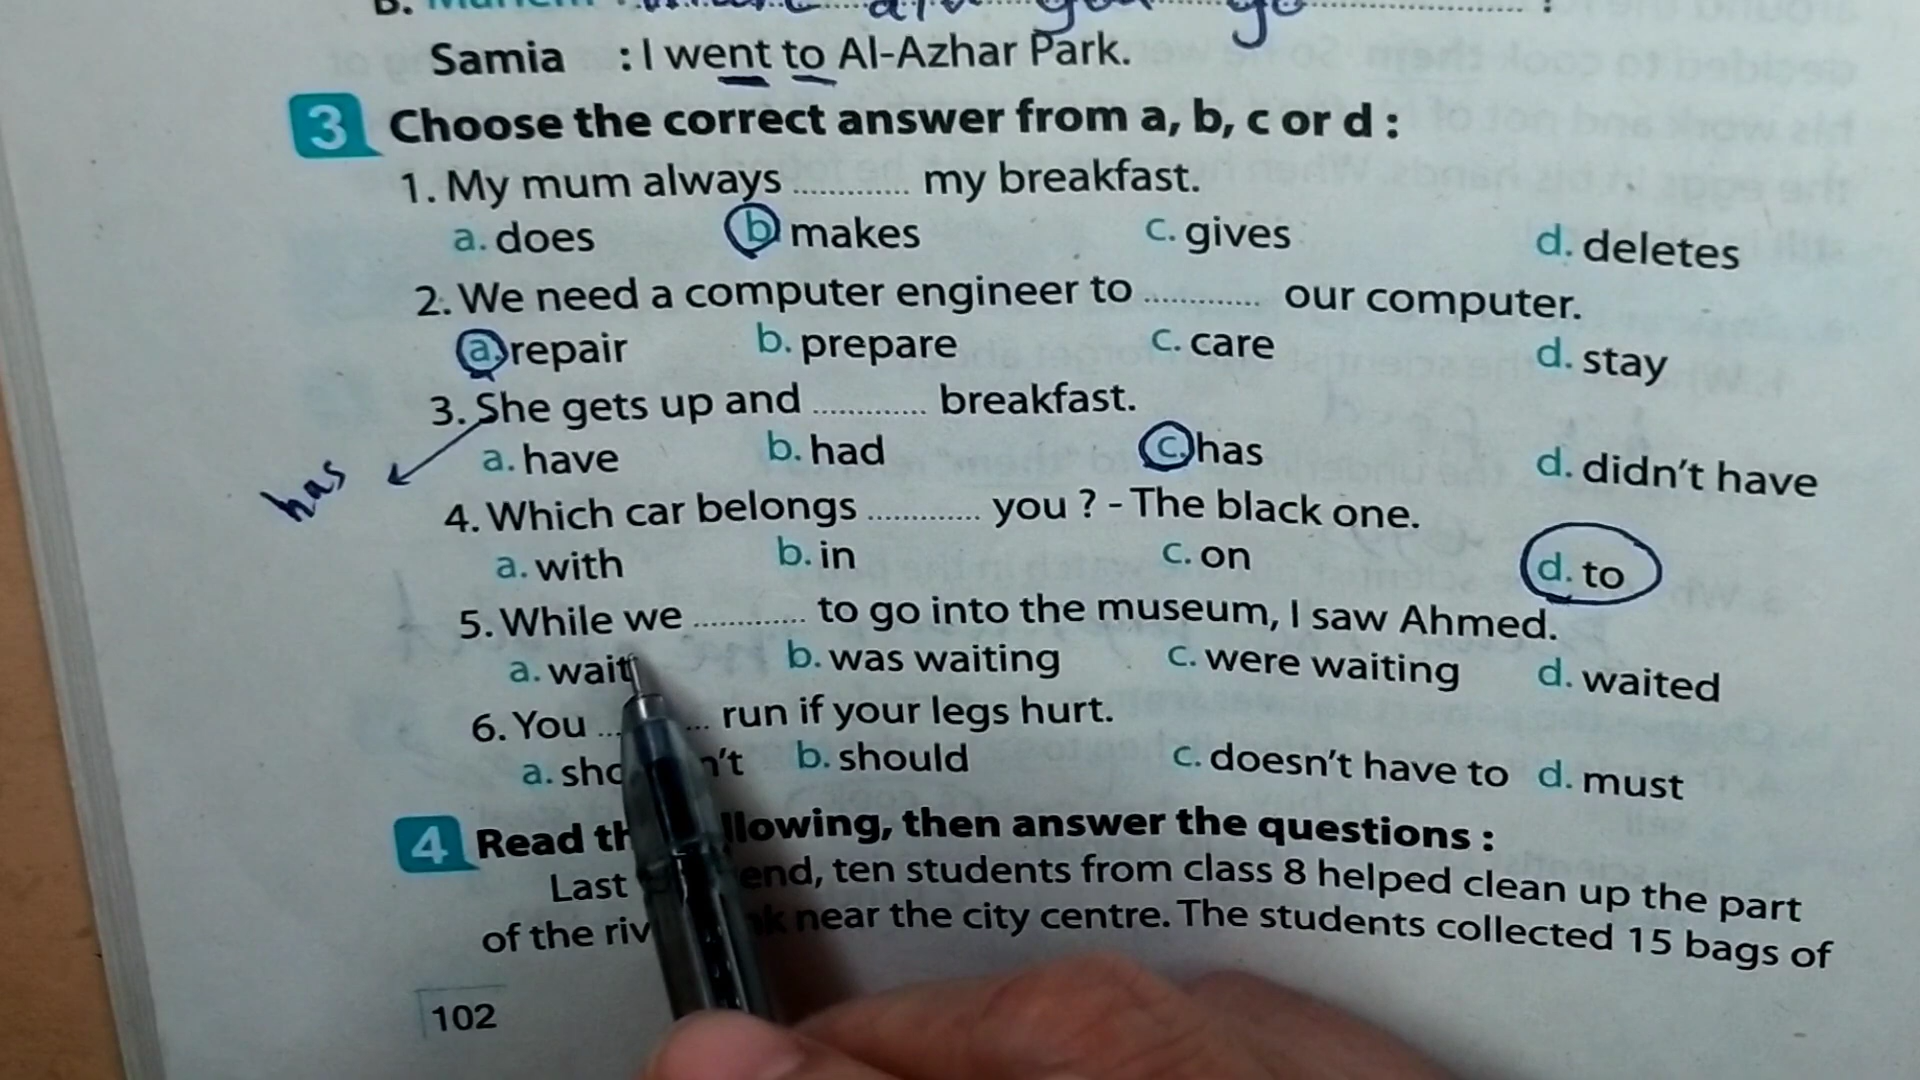 Samia : I went to Al-Azhar Park.
3 Choose the correct answer from a, b, c or d :
1. My mum always ............ my breakfast.
a. does b makes c. gives d. deletes
2. We need a computer engineer to ............ our computer.
a. repair b. prepare c. care d. stay
3. She gets up and ............ breakfast.
has a. have b. had c. has d. didn't have
4. Which car belongs ............ you ? - The black one.
a. with b. in c. on d. to
5. While we ............ to go into the museum, I saw Ahmed.
a. wait b. was waiting c. were waiting d. waited
6. You ... ... run if your legs hurt.
a. b. should c. doesn't have to d. must
4 Read following, then answer the questions :
Last ten students from class 8 helped clean up the part
of the near the city centre. The students collected 15 bags of
102